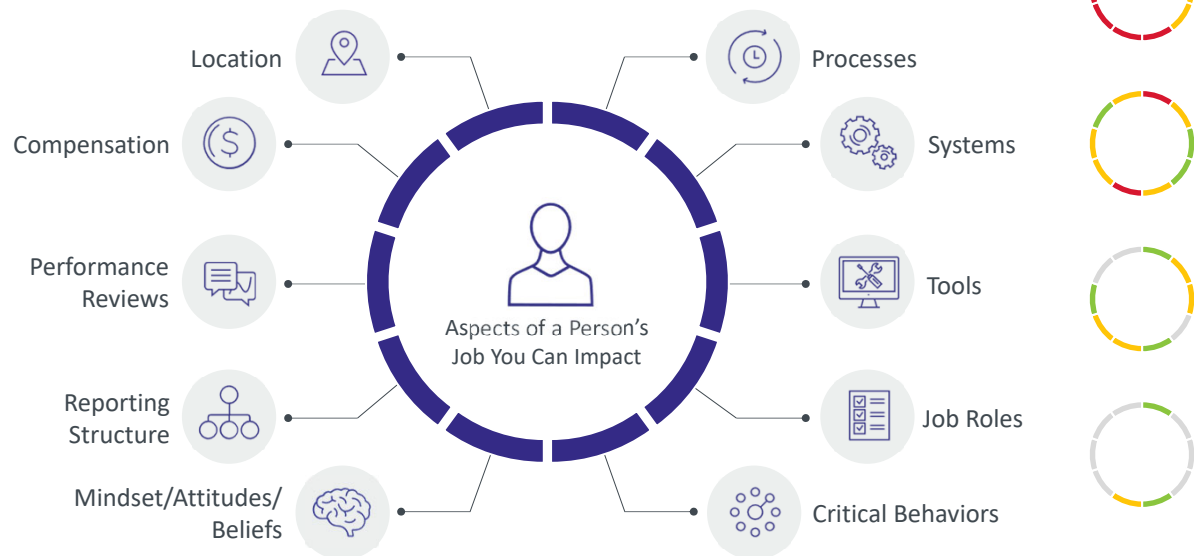 Location
Processes
Compensation
Systems
Performance
Reviews
Tools
Aspects of a Person's
Job You Can Impact
Reporting
Structure
Job Roles
Mindset/Attitudes/
Beliefs
Critical Behaviors
$